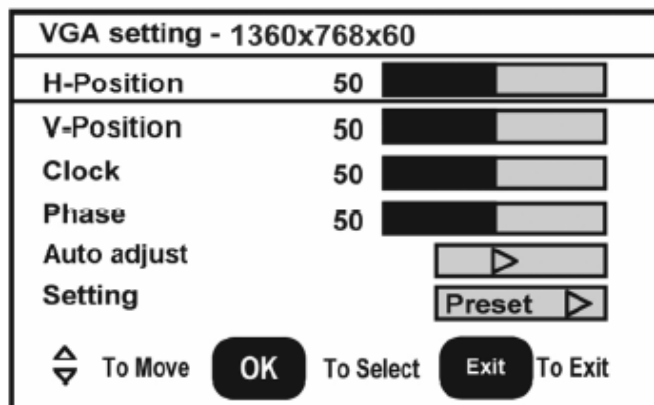 VGA setting - 1360x768x60
H-Position 50
V-Position 50
Clock 50
Phase 50
Auto adjust
Setting Preset
To Move OK To Select Exit To Exit